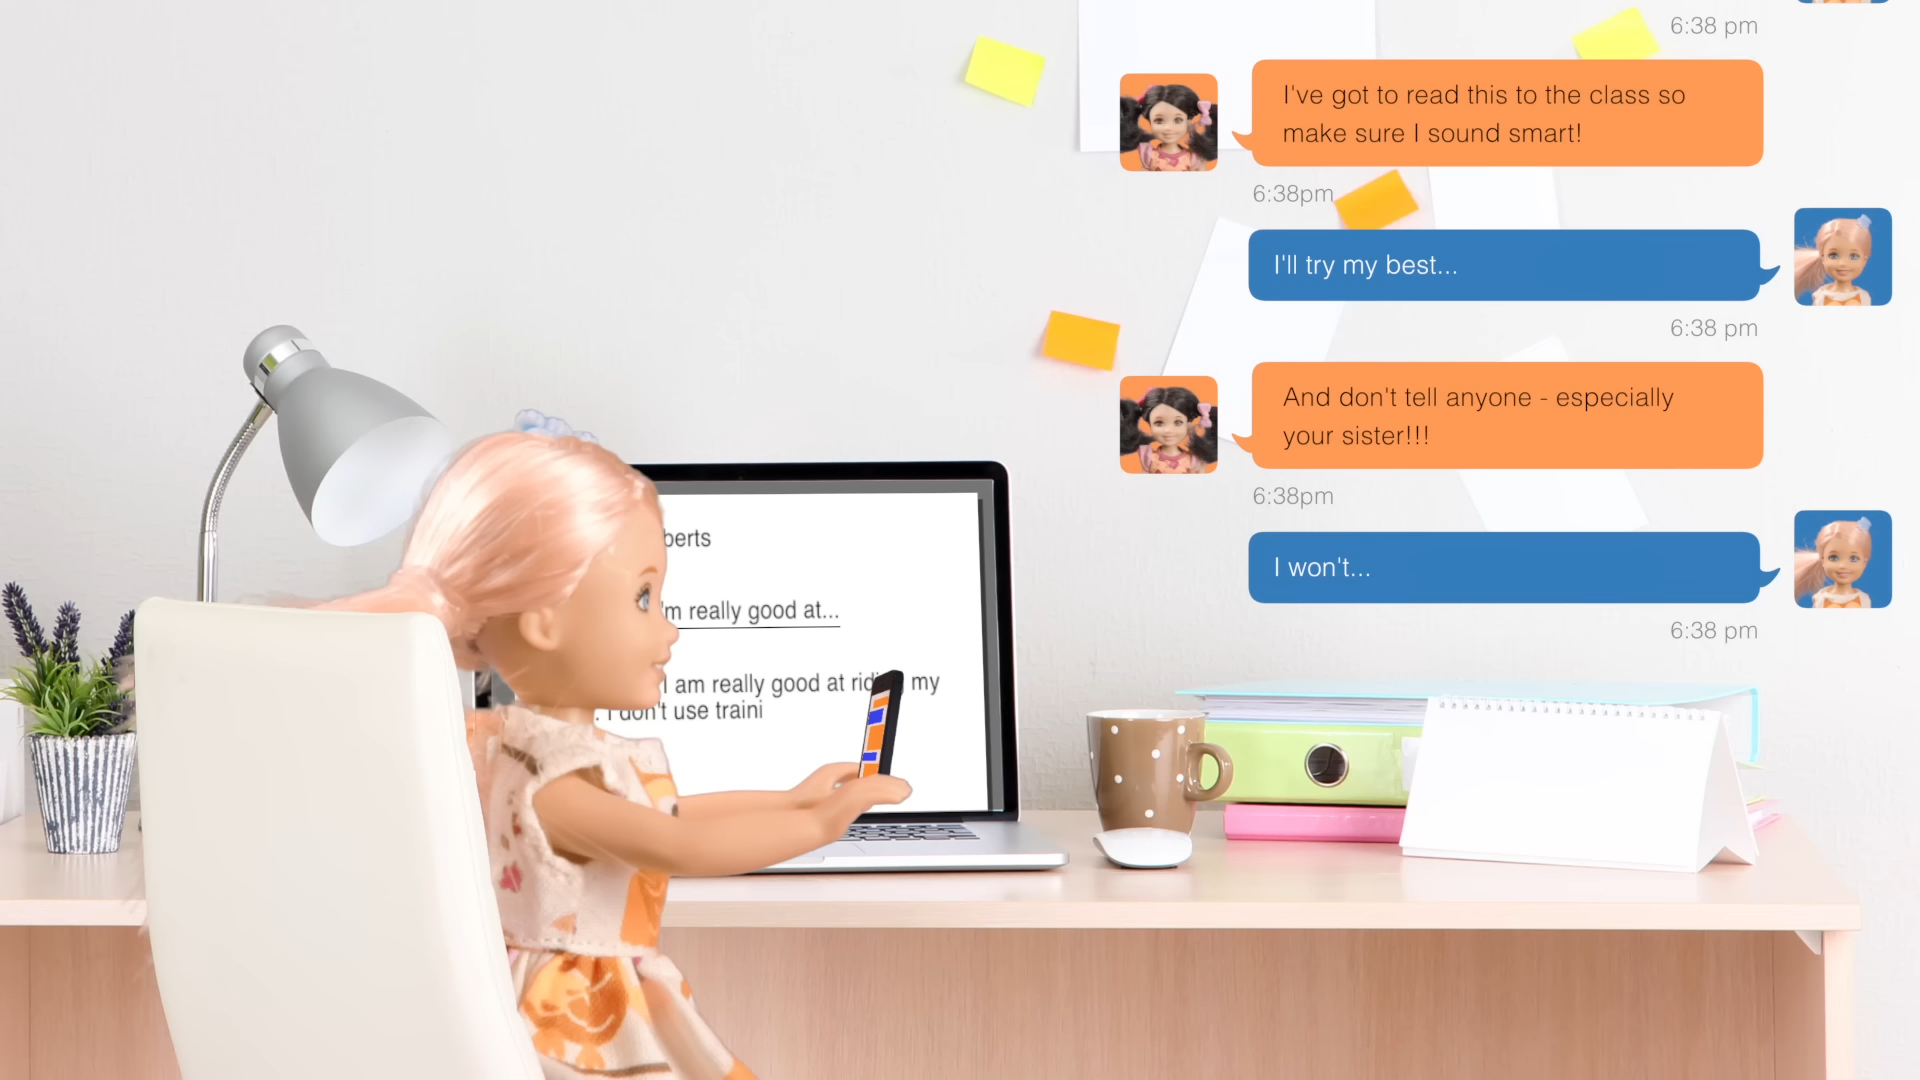 6:38 pm
I've got to read this to the class so
make sure I sound smart!
6:38pm
I'll try my best...
6:38 pm
And don't tell anyone - especially
your sister!!!
6:38pm
I won't...
6:38 pm
berts
'm really good at...
I am really good at my
. I don't use traini